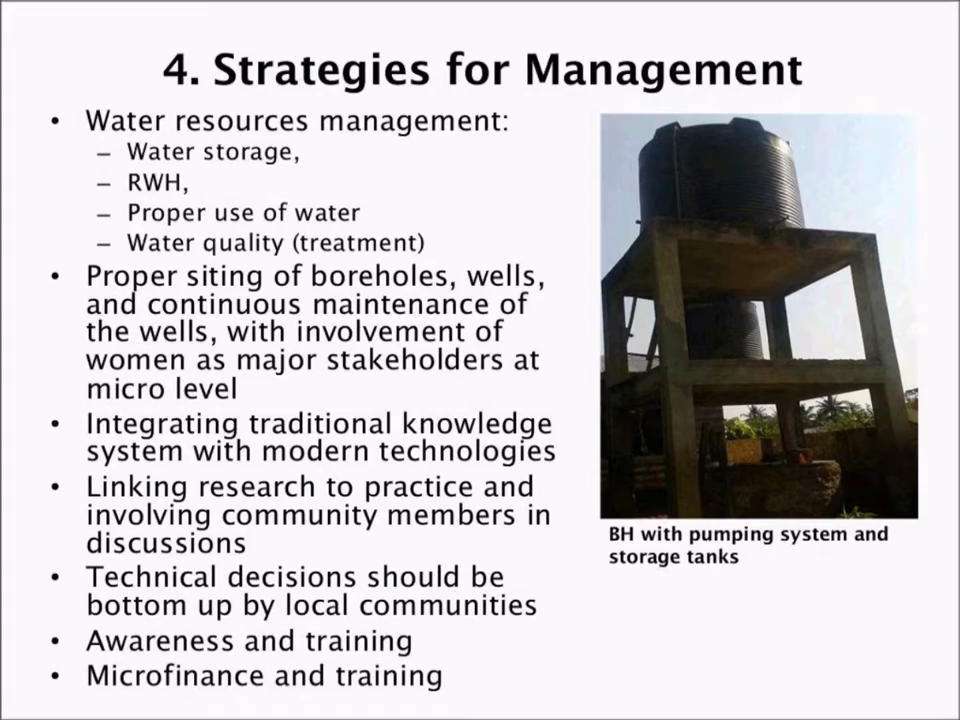 4. Strategies for Management
• Water resources management:
– Water storage,
– RWH,
– Proper use of water
– Water quality (treatment)
• Proper siting of boreholes, wells,
and continuous maintenance of
the wells, with involvement of
women as major stakeholders at
micro level
• Integrating traditional knowledge
system with modern technologies
• Linking research to practice and
involving community members in
discussions
• Technical decisions should be
bottom up by local communities
• Awareness and training
• Microfinance and training
BH with pumping system and
storage tanks